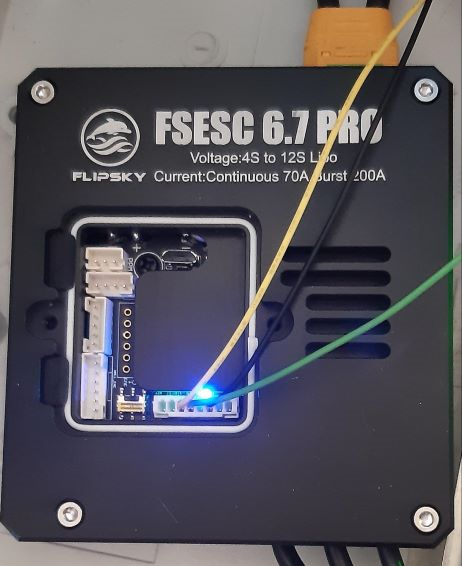 FSESC 6.7 PRO
Voltage:4S to 12S Lipo
FLIPSKY Current:Continuous 70A,Burst 200A